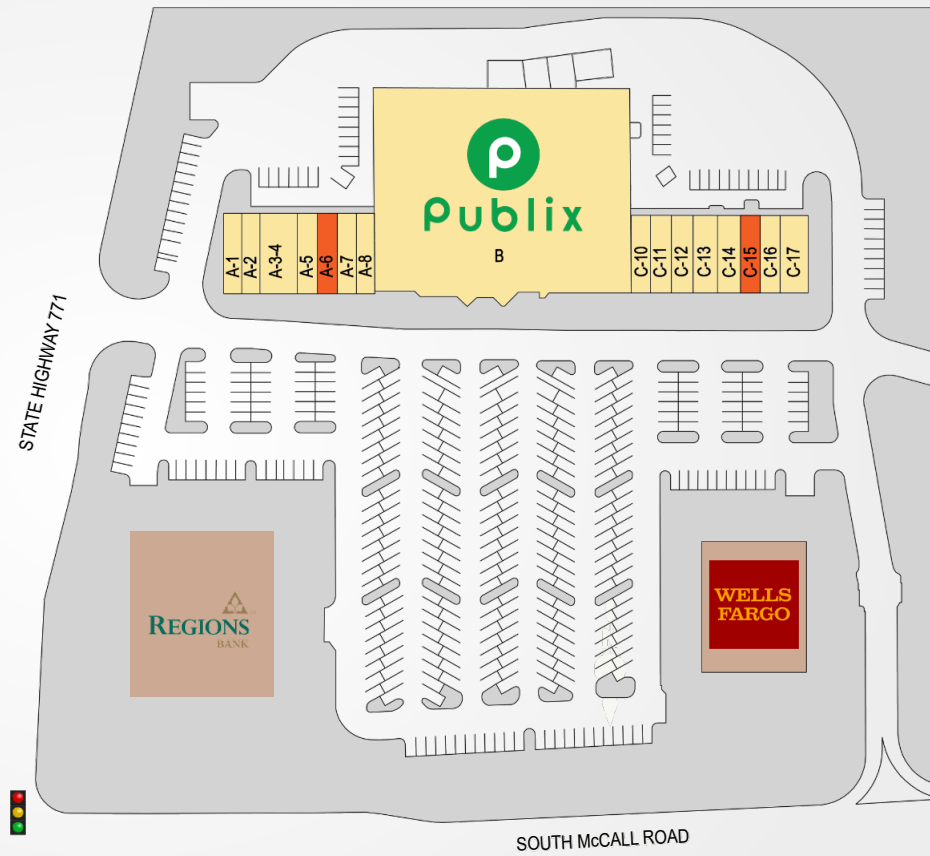 Publix
B
A-1
A-2
A-3-4
A-5
A-6
A-7
A-8
C-10
C-11
C-12
C-13
C-14
C-15
C-16
C-17
STATE HIGHWAY 771
REGIONS
BANK
WELLS
FARGO
SOUTH McCALL ROAD